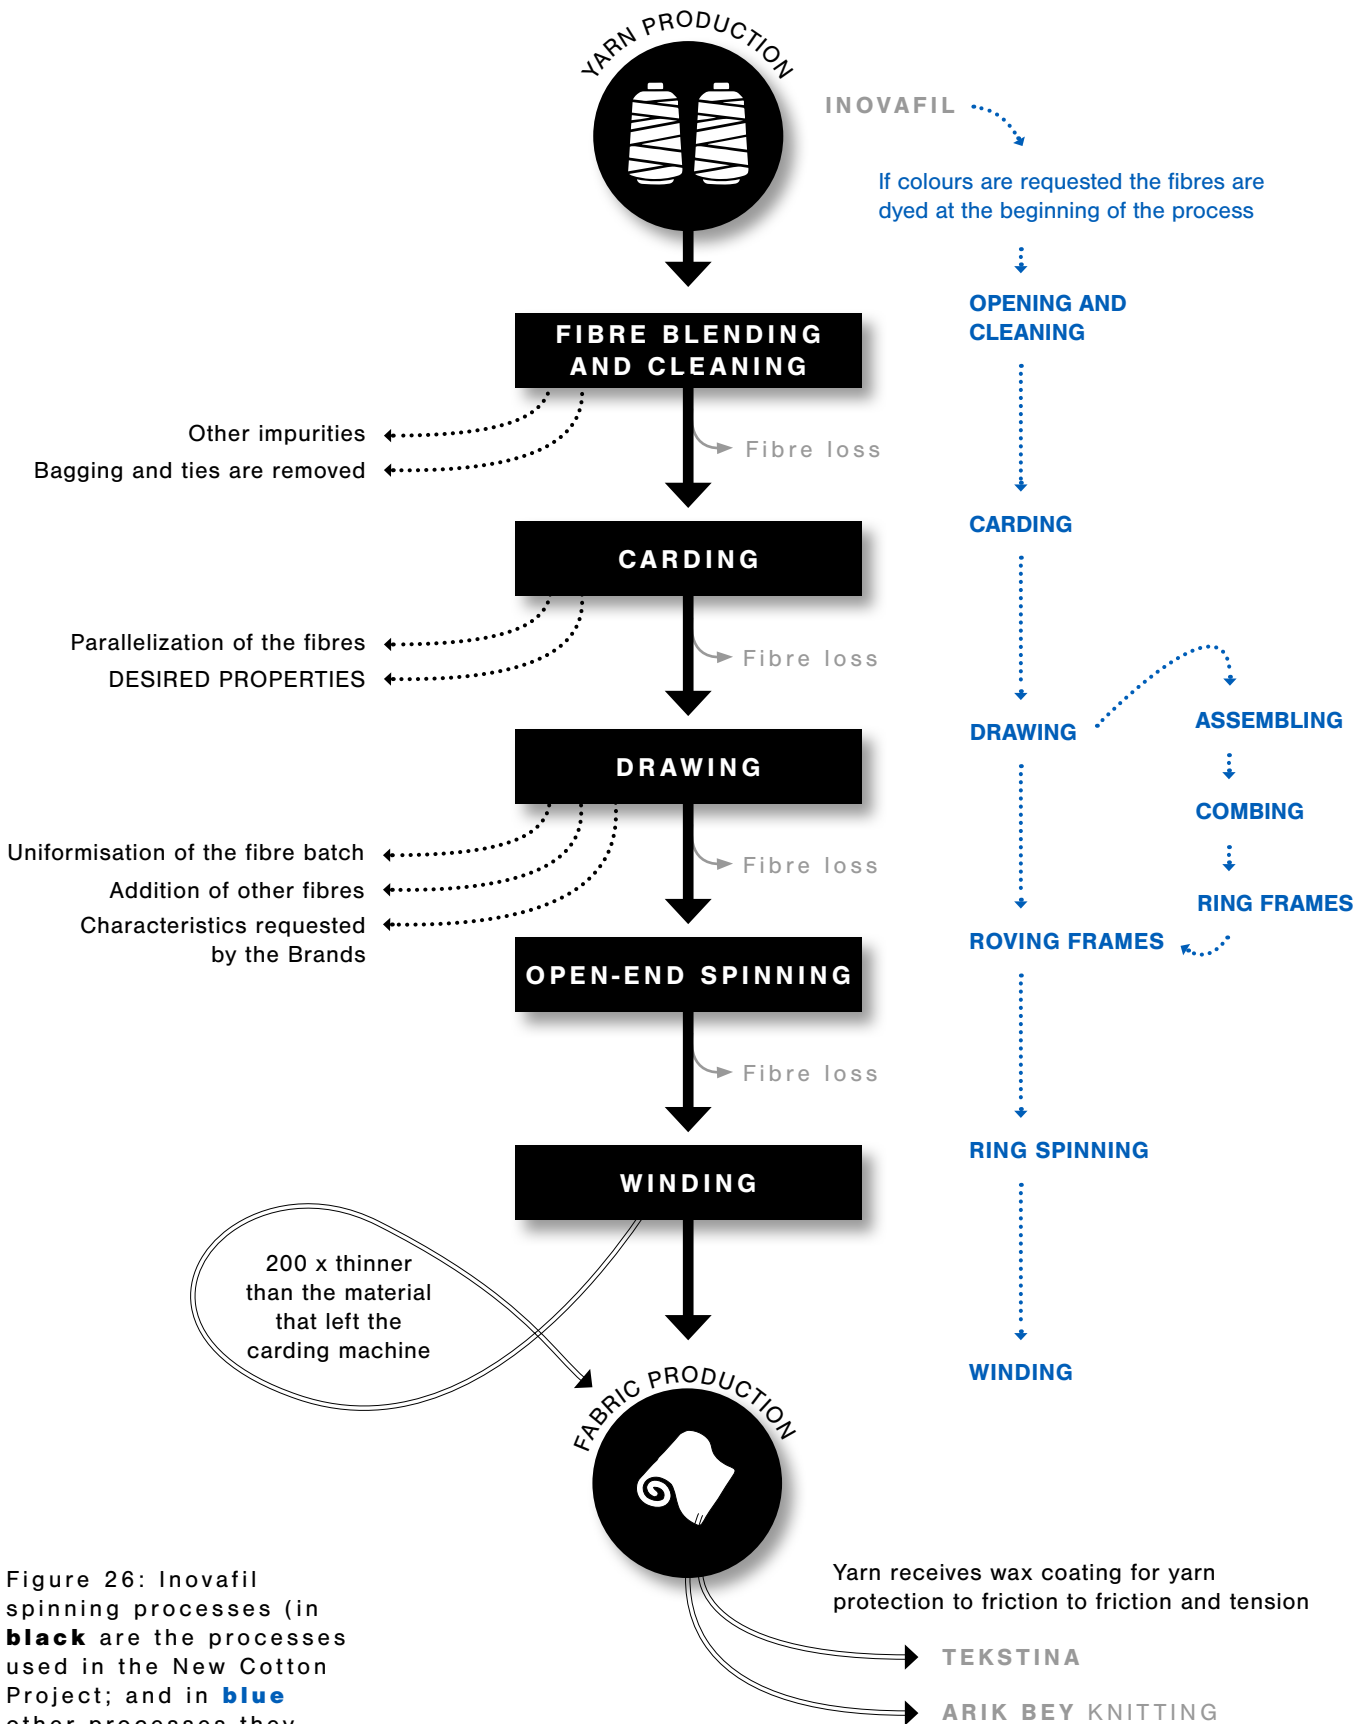 YARN PRODUCTION
INOVAFIL
If colours are requested the fibres are
dyed at the beginning of the process
OPENING AND
CLEANING
FIBRE BLENDING
AND CLEANING
Other impurities
Bagging and ties are removed
Fibre loss
CARDING
CARDING
Parallelization of the fibres
DESIRED PROPERTIES
Fibre loss
DRAWING
ASSEMBLING
DRAWING
COMBING
Uniformisation of the fibre batch
Addition of other fibres
Characteristics requested
by the Brands
Fibre loss
RING FRAMES
ROVING FRAMES
OPEN-END SPINNING
Fibre loss
RING SPINNING
WINDING
200 x thinner
than the material
that left the
carding machine
WINDING
FABRIC PRODUCTION
Yarn receives wax coating for yarn
protection to friction to friction and tension
TEKSTINA
ARIK BEY KNITTING
Figure 26: Inovafil
spinning processes (in
black are the processes
used in the New Cotton
Project; and in blue
other processes they